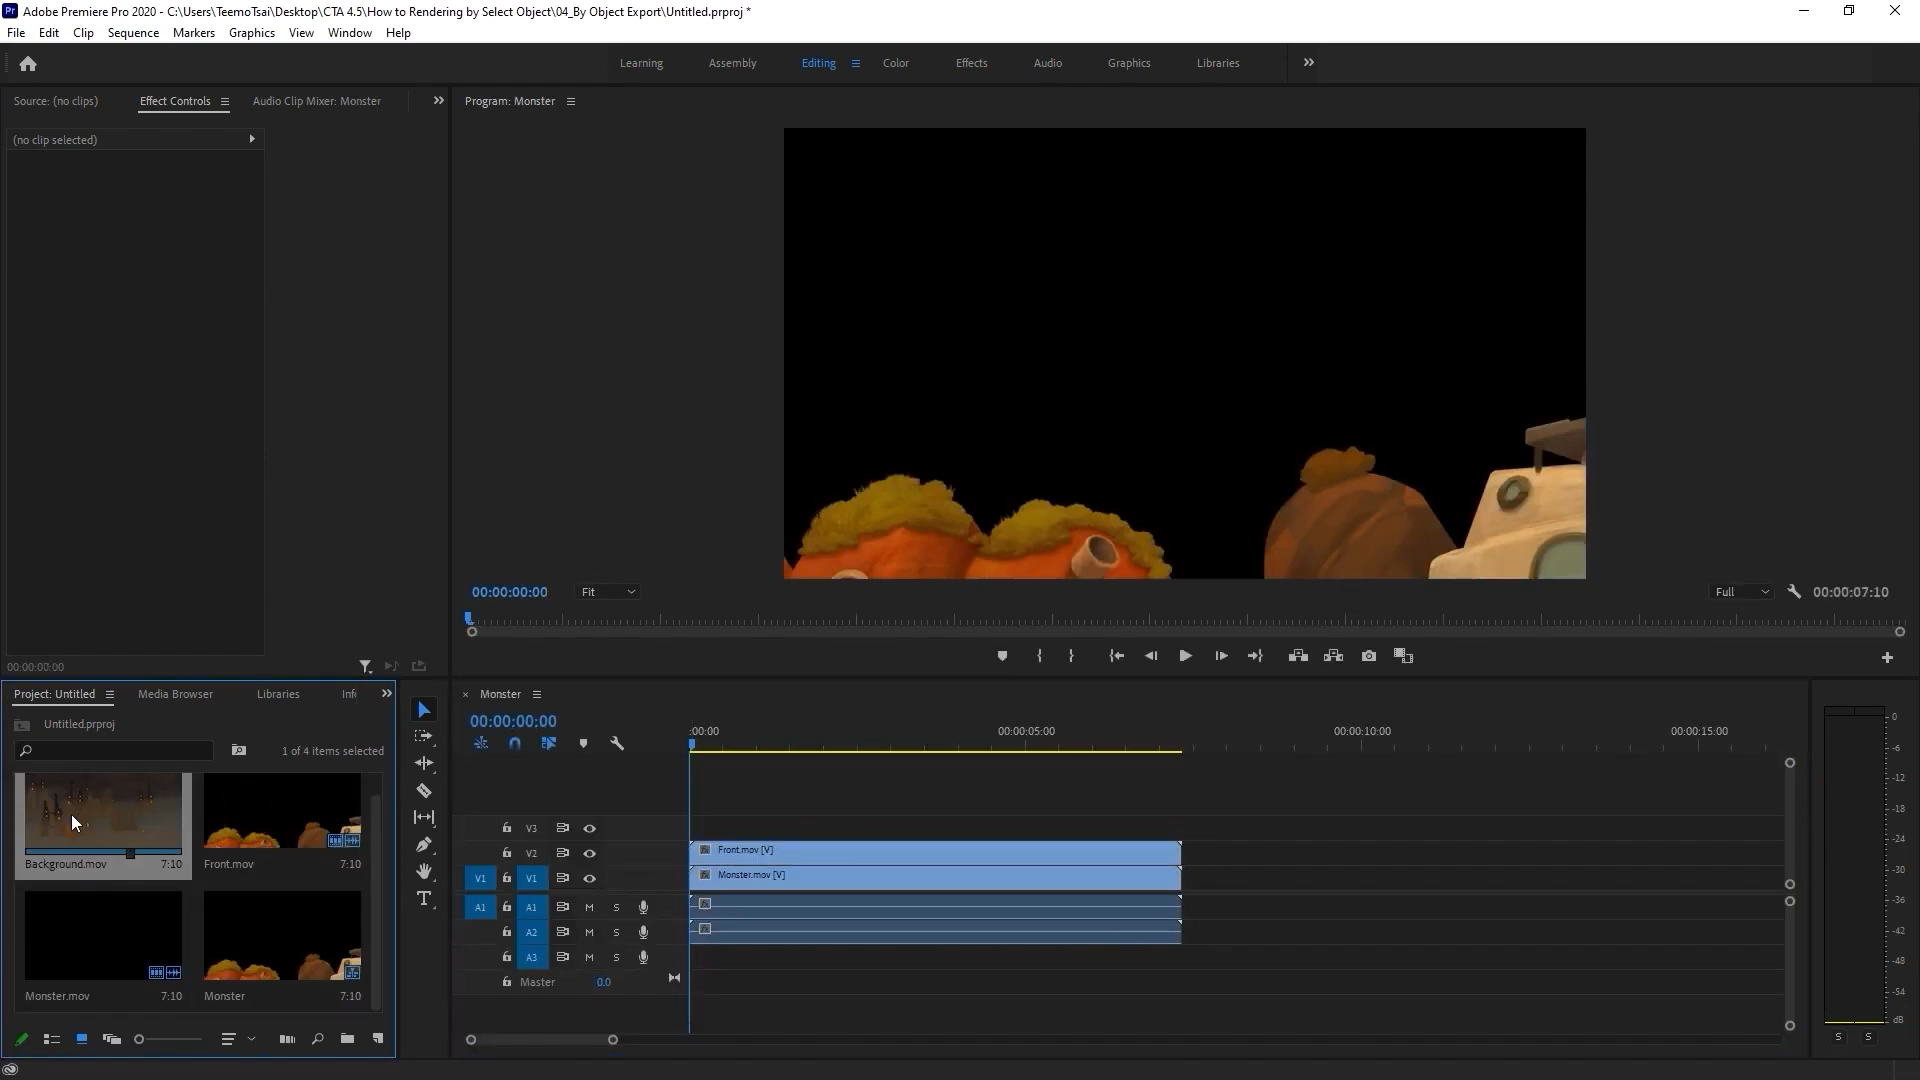 Pr Adobe Premiere Pro 2020 - C:\Users\TeemoTsai\Desktop\CTA 4.5\How to Rendering by Select Object\04_By Object Export\Untitled.prproj *
File Edit Clip Sequence Markers Graphics View Window Help
Learning Assembly Editing Color Effects Audio Graphics Libraries
Source: (no clips) Effect Controls Audio Clip Mixer: Monster
Program: Monster
(no clip selected)
00:00:00:00 Fit Full 00:00:07:10
00:00:00:00
Project: Untitled Media Browser Libraries Info
Untitled.prproj
1 of 4 items selected
Background.mov 7:10 Front.mov 7:10
Monster.mov 7:10 Monster 7:10
× Monster
00:00:00:00
:00:00 00:00:05:00 00:00:10:00 00:00:15:00
V3
V2 Front.mov [V]
V1 V1 Monster.mov [V]
A1 A1 M S
A2 M S
A3 M S
Master 0.0
0
-6
-12
-18
-24
-30
-36
-42
-48
-54
dB
S S
T